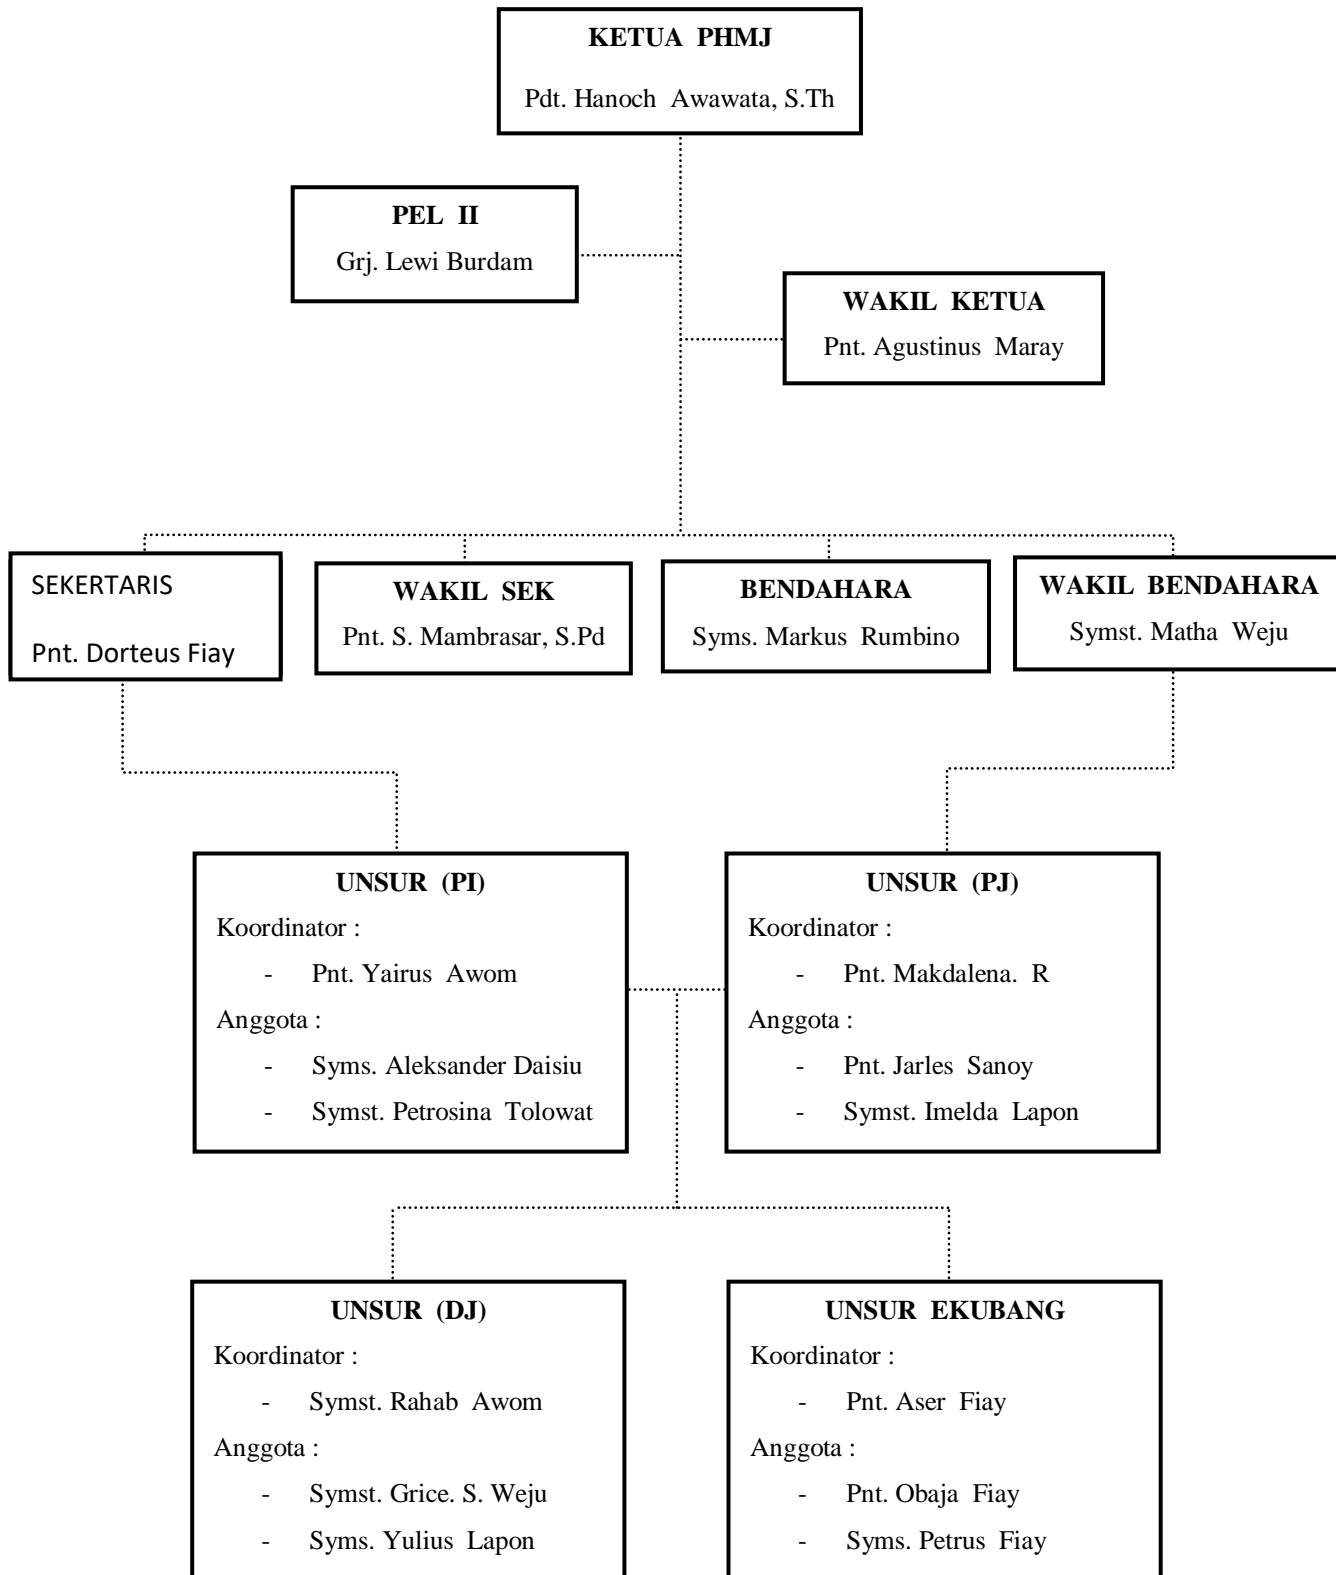 KETUA PHMJ
Pdt. Hanoch Awawata, S.Th
PEL II
Grj. Lewi Burdam
WAKIL KETUA
Pnt. Agustinus Maray
SEKERTARIS
Pnt. Dorteus Fiay
WAKIL SEK
Pnt. S. Mambrasar, S.Pd
BENDAHARA
Syms. Markus Rumbino
WAKIL BENDAHARA
Symst. Matha Weju
UNSUR (PI)
Koordinator :
- Pnt. Yairus Awom
Anggota :
- Syms. Aleksander Daisiu
- Symst. Petrosina Tolowat
UNSUR (PJ)
Koordinator :
- Pnt. Makdalena. R
Anggota :
- Pnt. Jarles Sanoy
- Symst. Imelda Lapon
UNSUR (DJ)
Koordinator :
- Symst. Rahab Awom
Anggota :
- Symst. Grice. S. Weju
- Syms. Yulius Lapon
UNSUR EKUBANG
Koordinator :
- Pnt. Aser Fiay
Anggota :
- Pnt. Obaja Fiay
- Syms. Petrus Fiay